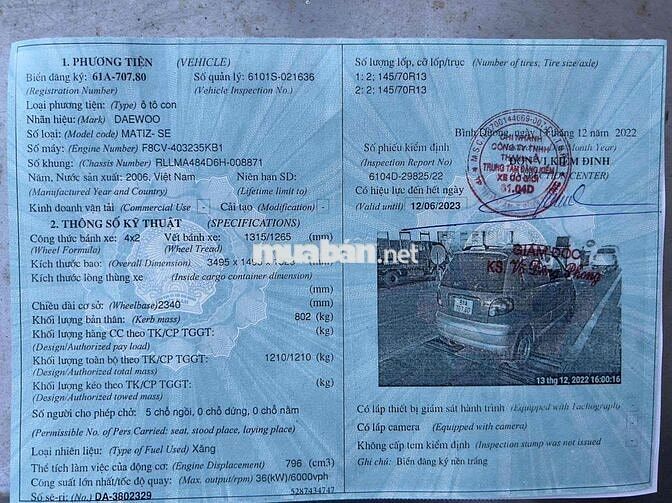 1. PHƯƠNG TIỆN (VEHICLE)
Biển đăng ký: 61A-707.80 Số quản lý: 6101S-021636
(Registration Number) (Vehicle Inspection No.)
Loại phương tiện: (Type) ô tô con
Nhãn hiệu: (Mark) DAEWOO
Số loại: (Model code) MATIZ- SE
Số máy: (Engine Number) F8CV-403235KB1
Số khung: (Chassis Number) RLLMA484D6H-008871
Năm, Nước sản xuất: 2006, Việt Nam Niên hạn SD:
(Manufactured Year and Country) (Lifetime limit to)
Kinh doanh vận tải (Commercial Use) - Cải tạo (Modification) -
2. THÔNG SỐ KỸ THUẬT (SPECIFICATIONS)
Công thức bánh xe: 4x2 Vết bánh xe: 1315/1265 (mm)
(Wheel Formula) (Wheel Tread)
Kích thước bao: (Overall Dimension) 3495 x (mm)
Kích thước lòng thùng xe (Inside cargo container dimension)
(mm)
Chiều dài cơ sở: (Wheelbase) 2340 (mm)
Khối lượng bản thân: (Kerb mass) 802 (kg)
Khối lượng hàng CC theo TK/CP TGGT: (kg)
(Design/Authorized pay load)
Khối lượng toàn bộ theo TK/CP TGGT: 1210/1210 (kg)
(Design/Authorized total mass)
Khối lượng kéo theo TK/CP TGGT: (kg)
(Design/Authorized towed mass)
Số người cho phép chở: 5 chỗ ngồi, 0 chỗ đứng, 0 chỗ nằm
(Permissible No. of Pers Carried: seat, stood place, laying place)
Loại nhiên liệu: (Type of Fuel Used) Xăng
Thể tích làm việc của động cơ: (Engine Displacement) 796 (cm3)
Công suất lớn nhất/tốc độ quay: (Max. output/rpm) 36(kW)/6000vph
Số sê-ri: (No.) DA-3802329 5287434747
Số lượng lốp, cỡ lốp/trục (Number of tires, Tire size/axle)
1: 2; 145/70R13
2: 2; 145/70R13
Bình Dương, ngày 13 tháng 12 năm 2022
Số phiếu kiểm định ĐƠN VỊ KIỂM ĐỊNH
(Inspection Report No)
6104D-29825/22
Có hiệu lực đến hết ngày
(Valid until) 12/06/2023
CHI NHÁNH
CÔNG TY TNHH
TRUNG TÂM ĐĂNG KIỂM
XE CƠ GIỚI
61.04D
GIÁM ĐỐC
muaban.net
13 thg 12, 2022 16:00:16
Có lắp thiết bị giám sát hành trình (Equipped with Tachograph)
Có lắp camera (Equipped with camera)
Không cấp tem kiểm định (Inspection stamp was not issued
Ghi chú: Biển đăng ký nền trắng